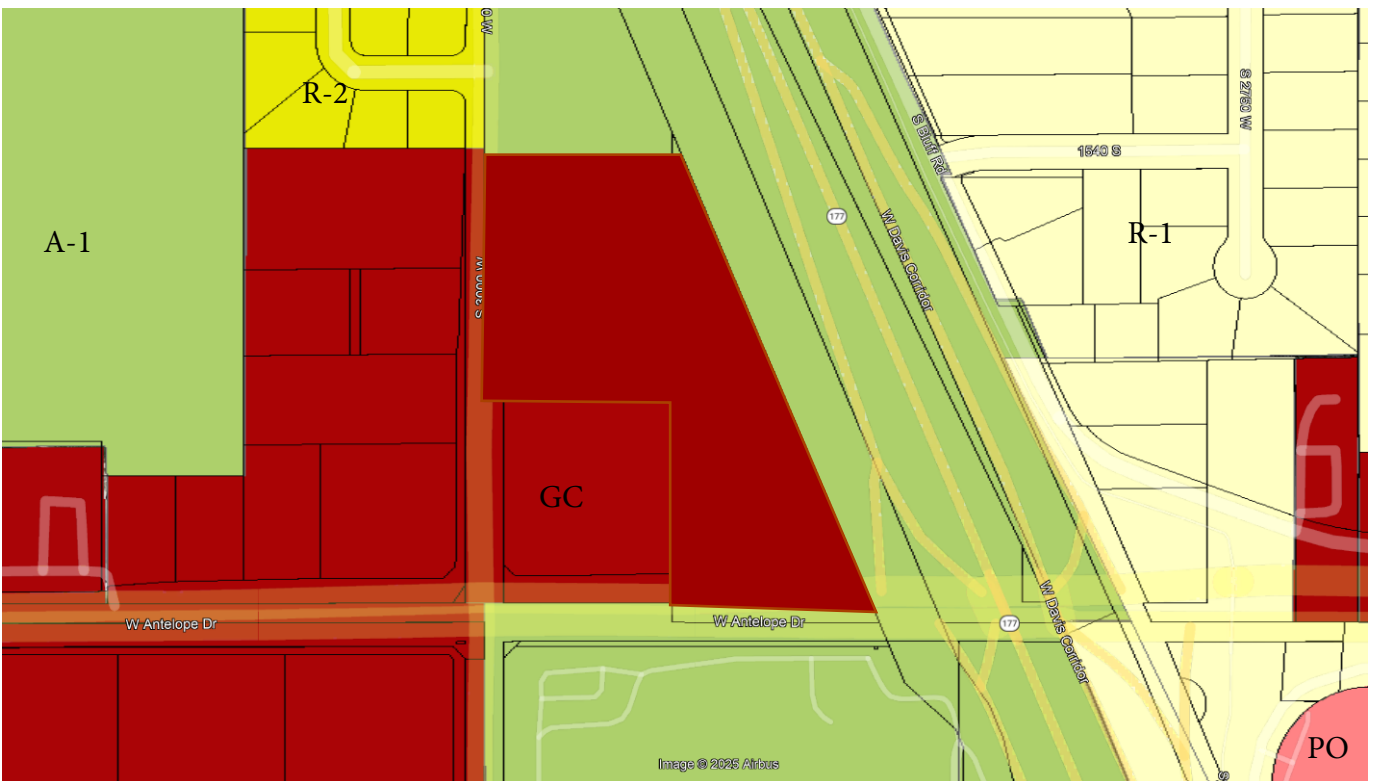 0 W
R-2
S 2750 W
S Bluff Rd
1540 S
177
W Davis Corridor
R-1
A-1
S 3000 W
GC
W Antelope Dr
W Antelope Dr
177
W Davis Corridor
PO
Image © 2025 Airbus
S